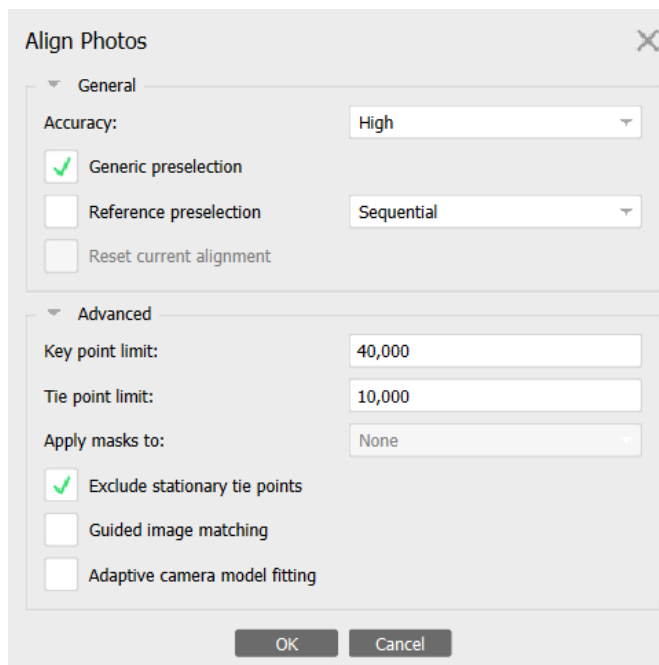 Align Photos
General
Accuracy: High
Generic preselection
Reference preselection Sequential
Reset current alignment
Advanced
Key point limit: 40,000
Tie point limit: 10,000
Apply masks to: None
Exclude stationary tie points
Guided image matching
Adaptive camera model fitting
OK Cancel